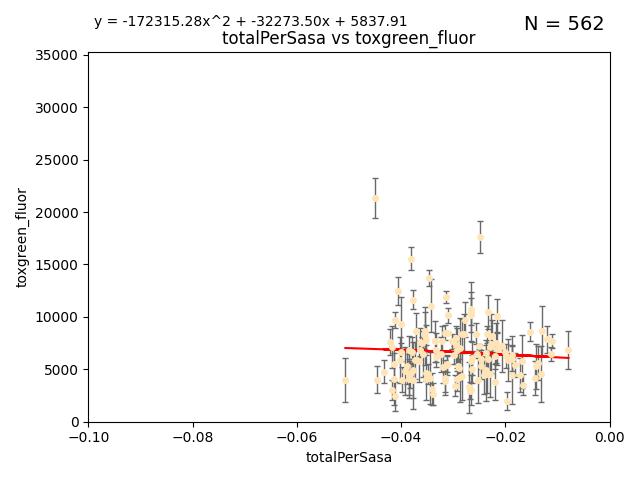 y = -172315.28x^2 + -32273.50x + 5837.91
N = 562
totalPerSasa vs toxgreen_fluor
35000
30000
25000
20000
15000
10000
5000
0
toxgreen_fluor
−0.10
−0.08
−0.06
−0.04
−0.02
0.00
totalPerSasa